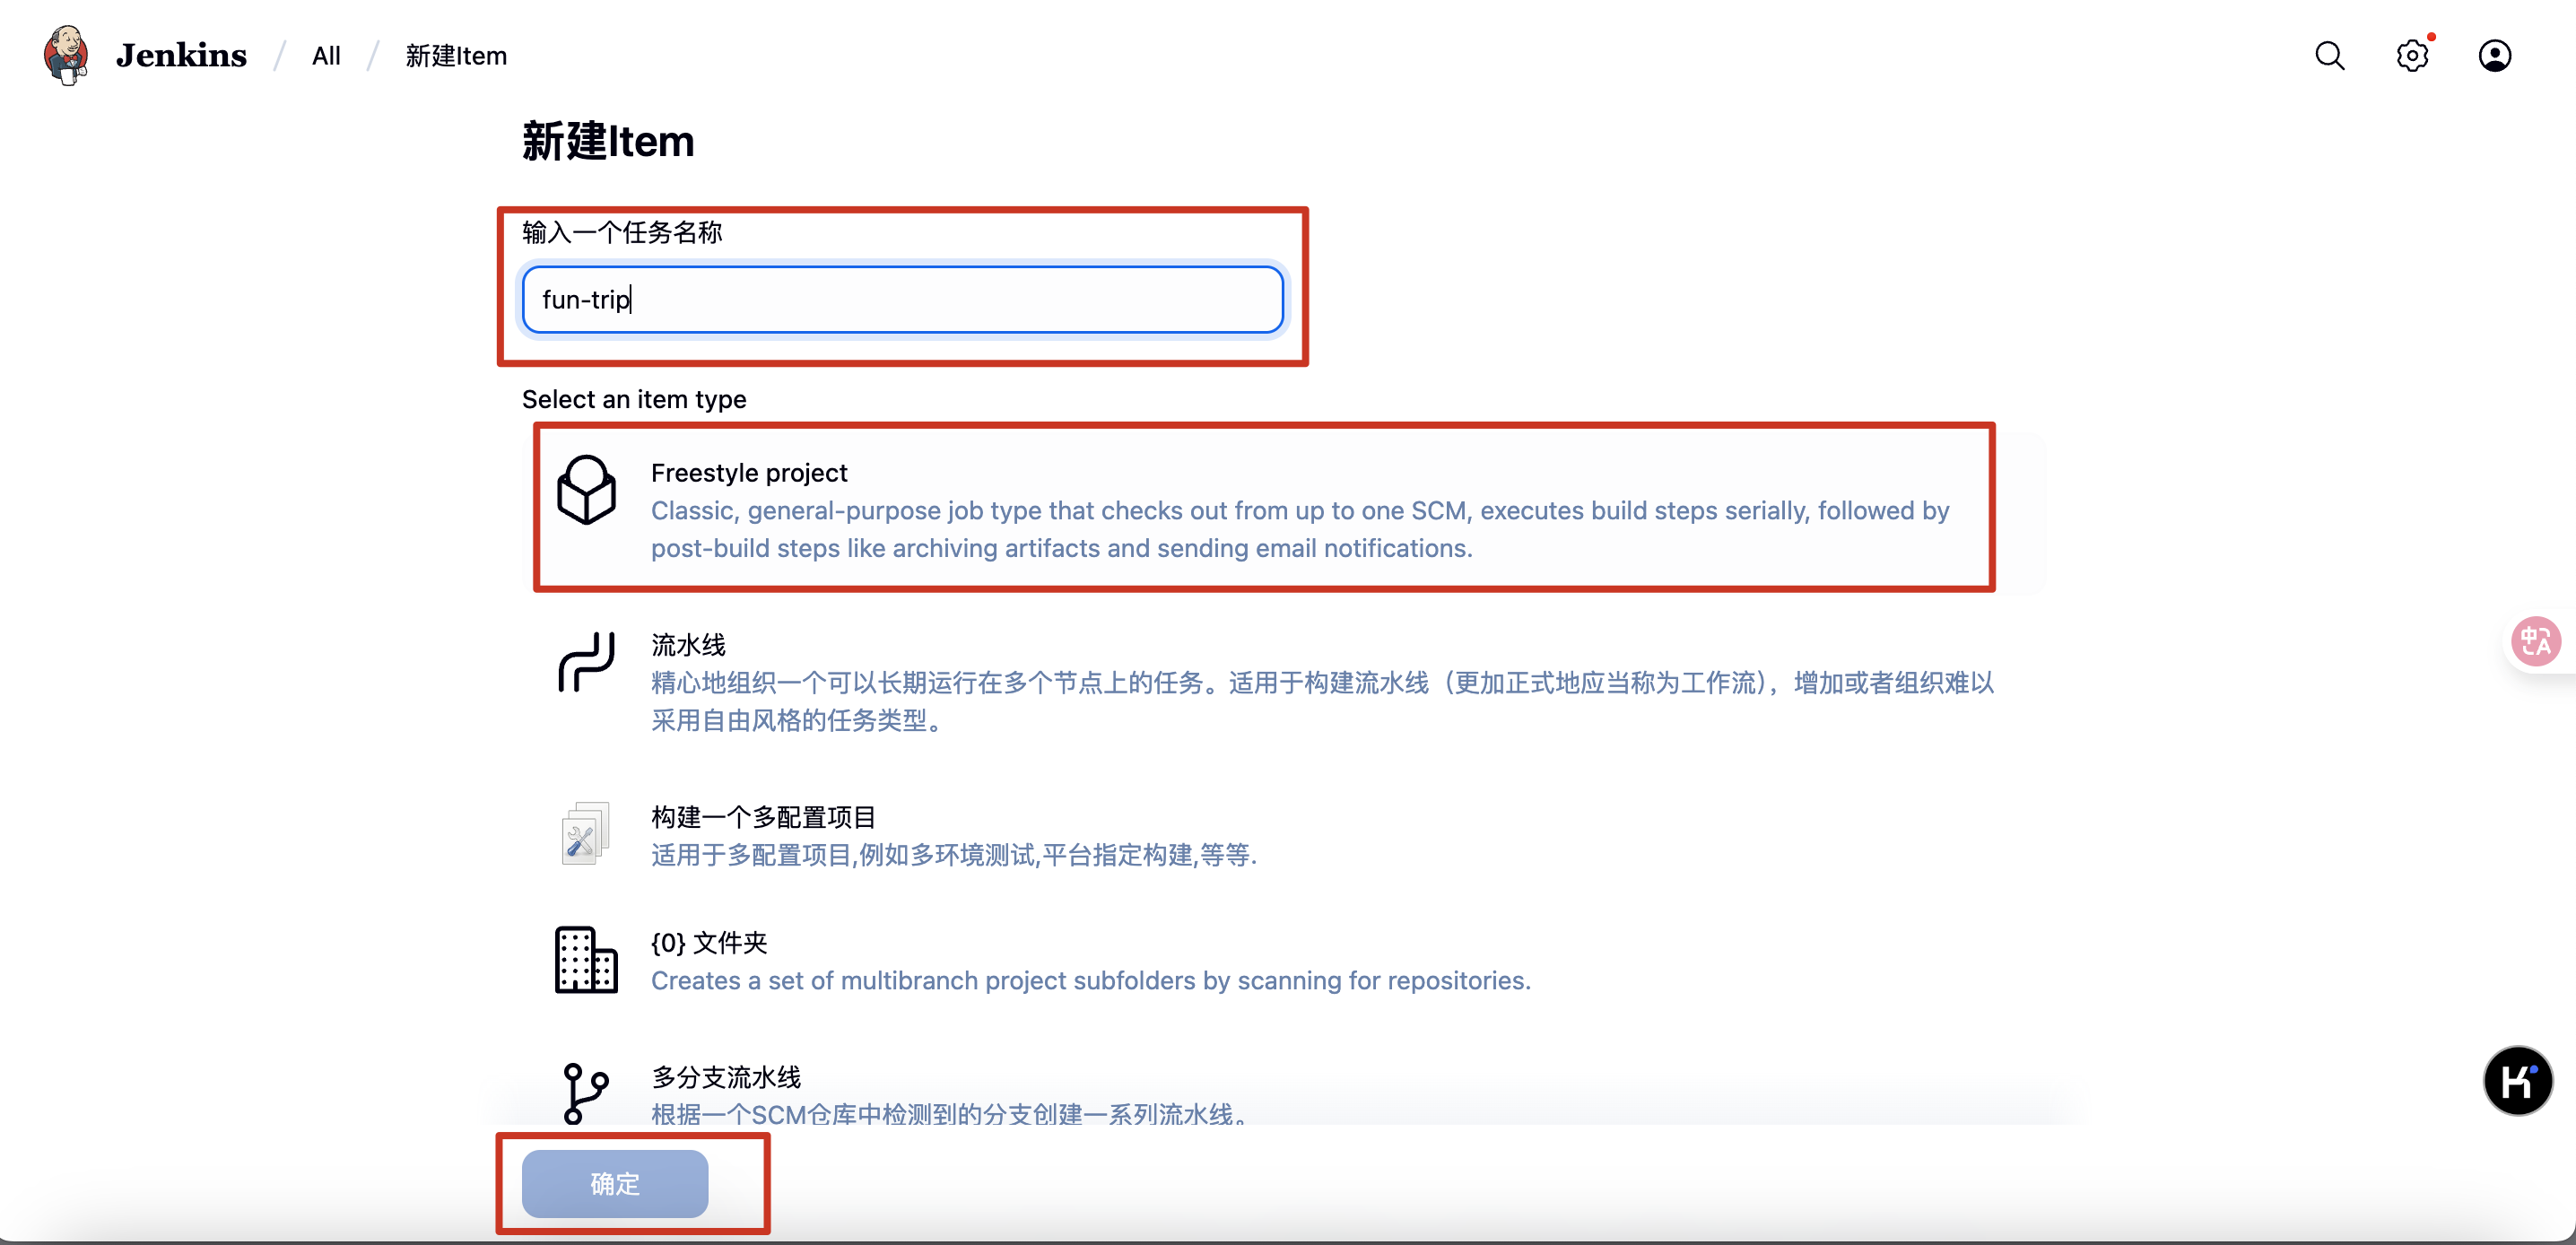 Jenkins / All / 新建Item
新建Item
输入一个任务名称
fun-trip
Select an item type
Freestyle project
Classic, general-purpose job type that checks out from up to one SCM, executes build steps serially, followed by
post-build steps like archiving artifacts and sending email notifications.
流水线
精心地组织一个可以长期运行在多个节点上的任务。适用于构建流水线（更加正式地应当称为工作流），增加或者组织难以
采用自由风格的任务类型。
构建一个多配置项目
适用于多配置项目,例如多环境测试,平台指定构建,等等.
{0} 文件夹
Creates a set of multibranch project subfolders by scanning for repositories.
多分支流水线
根据一个SCM仓库中检测到的分支创建一系列流水线。
确定
中A
K